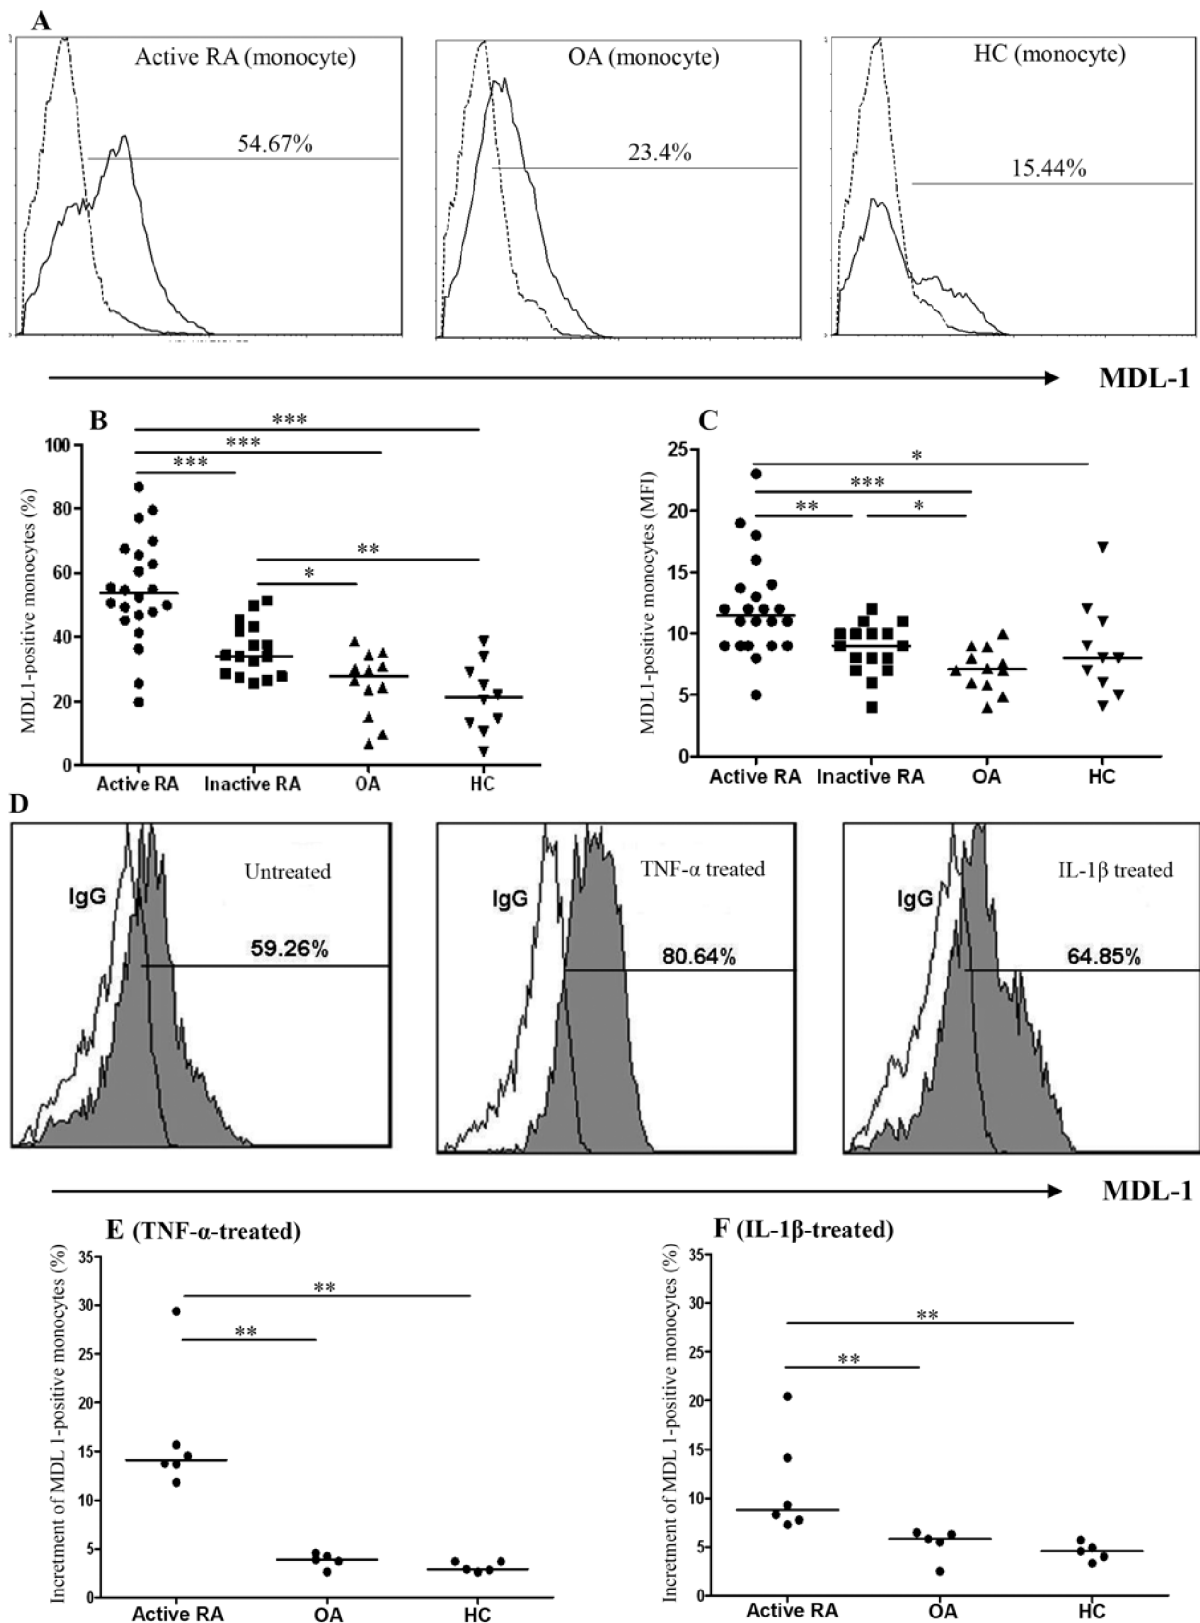 A
Active RA (monocyte)
OA (monocyte)
HC (monocyte)
54.67%
23.4%
15.44%
MDL-1
B
MDL1-positive monocytes (%)
100
80
60
40
20
0
***
***
***
**
*
Active RA
Inactive RA
OA
HC
C
MDL1-positive monocytes (MFI)
25
20
15
10
5
0
*
***
**
*
Active RA
Inactive RA
OA
HC
D
Untreated
IgG
59.26%
TNF-α treated
IgG
80.64%
IL-1β treated
IgG
64.85%
MDL-1
E (TNF-α-treated)
Incretment of MDL 1-positive monocytes (%)
35
30
25
20
15
10
5
0
**
**
Active RA
OA
HC
F (IL-1β-treated)
Incretment of MDL 1-positive monocytes (%)
35
30
25
20
15
10
5
0
**
**
Active RA
OA
HC